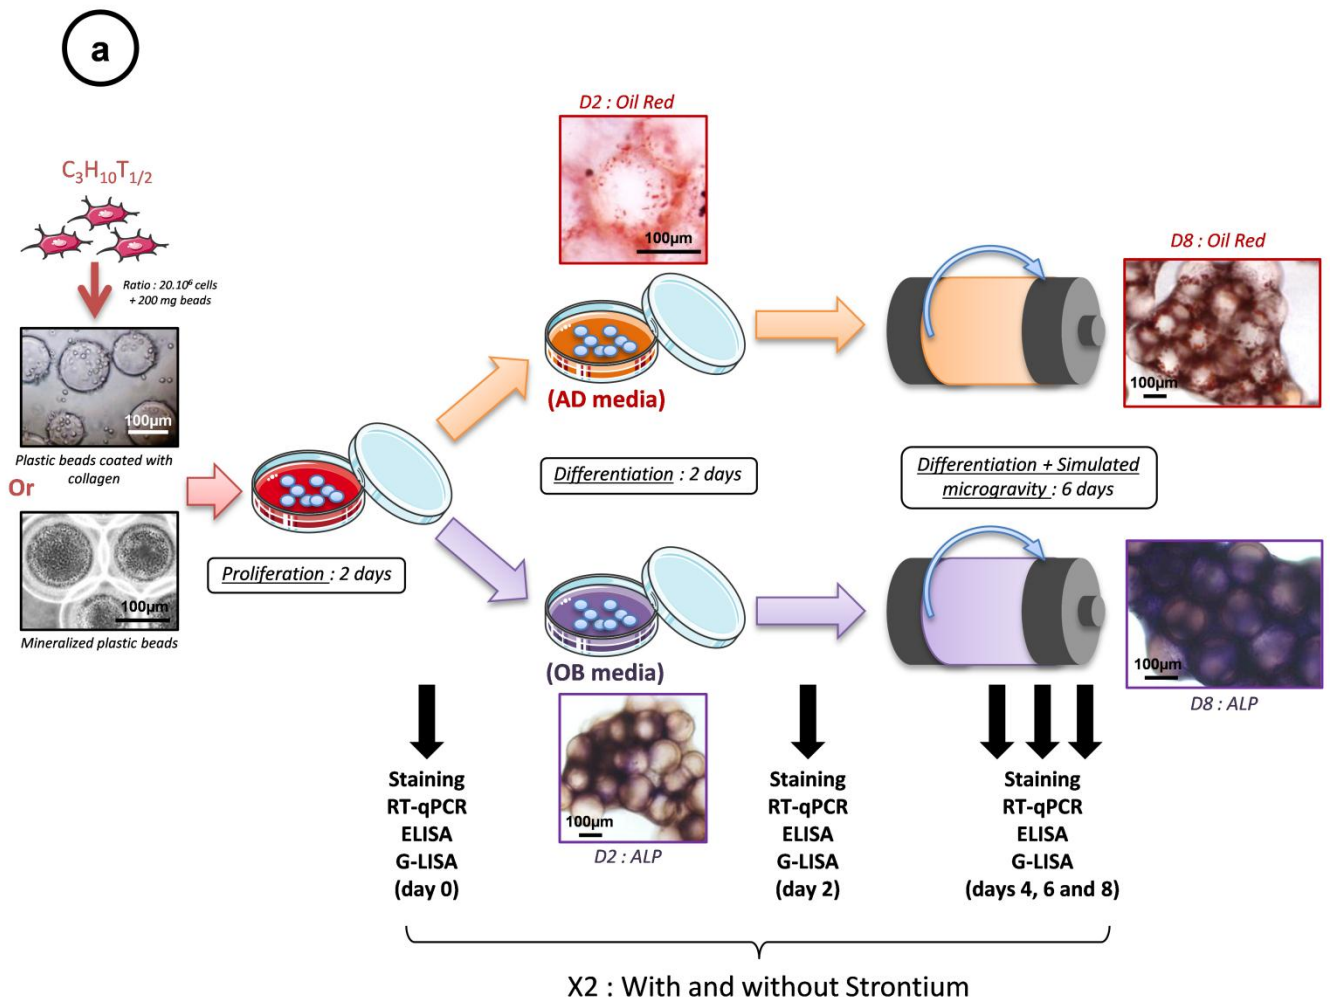 a
C₃H₁₀T₁/₂
Ratio : 20.10⁶ cells
+ 200 mg beads
100µm
Plastic beads coated with
collagen
Or
100µm
Mineralized plastic beads
Proliferation : 2 days
D2 : Oil Red
100µm
(AD media)
Differentiation : 2 days
(OB media)
100µm
D2 : ALP
D8 : Oil Red
100µm
Differentiation + Simulated
microgravity : 6 days
100µm
D8 : ALP
Staining
RT-qPCR
ELISA
G-LISA
(day 0)
Staining
RT-qPCR
ELISA
G-LISA
(day 2)
Staining
RT-qPCR
ELISA
G-LISA
(days 4, 6 and 8)
X2 : With and without Strontium